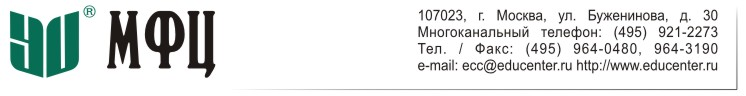 ® МФЦ
107023, г. Москва, ул. Буженинова, д. 30
Многоканальный телефон: (495) 921-2273
Тел. / Факс: (495) 964-0480, 964-3190
e-mail: ecc@educenter.ru http://www.educenter.ru